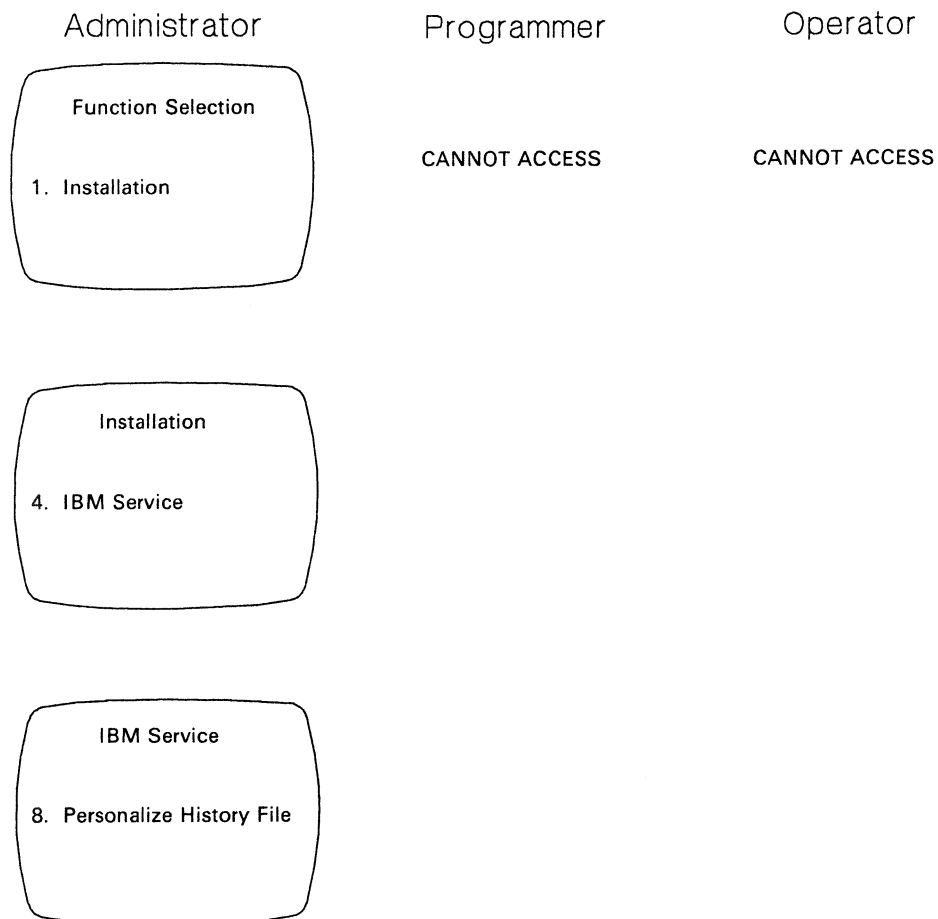 Administrator
Programmer
Operator
Function Selection
1. Installation
CANNOT ACCESS
CANNOT ACCESS
Installation
4. IBM Service
IBM Service
8. Personalize History File